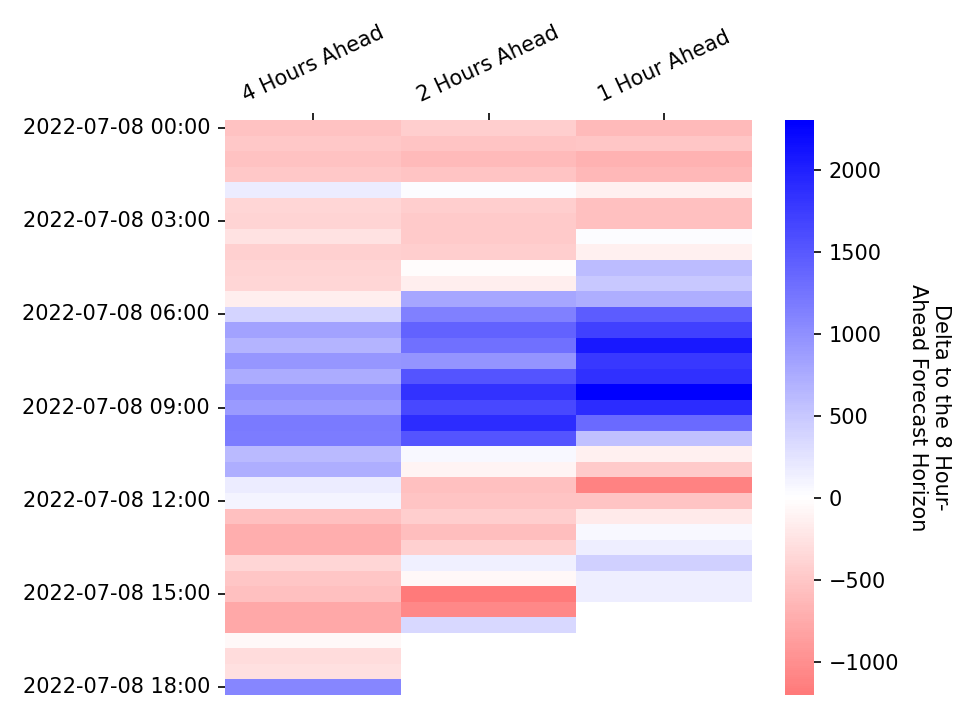 4 Hours Ahead
2 Hours Ahead
1 Hour Ahead
2022-07-08 00:00
2022-07-08 03:00
2022-07-08 06:00
2022-07-08 09:00
2022-07-08 12:00
2022-07-08 15:00
2022-07-08 18:00
2000
1500
1000
500
0
−500
−1000
Delta to the 8 Hour-
Ahead Forecast Horizon